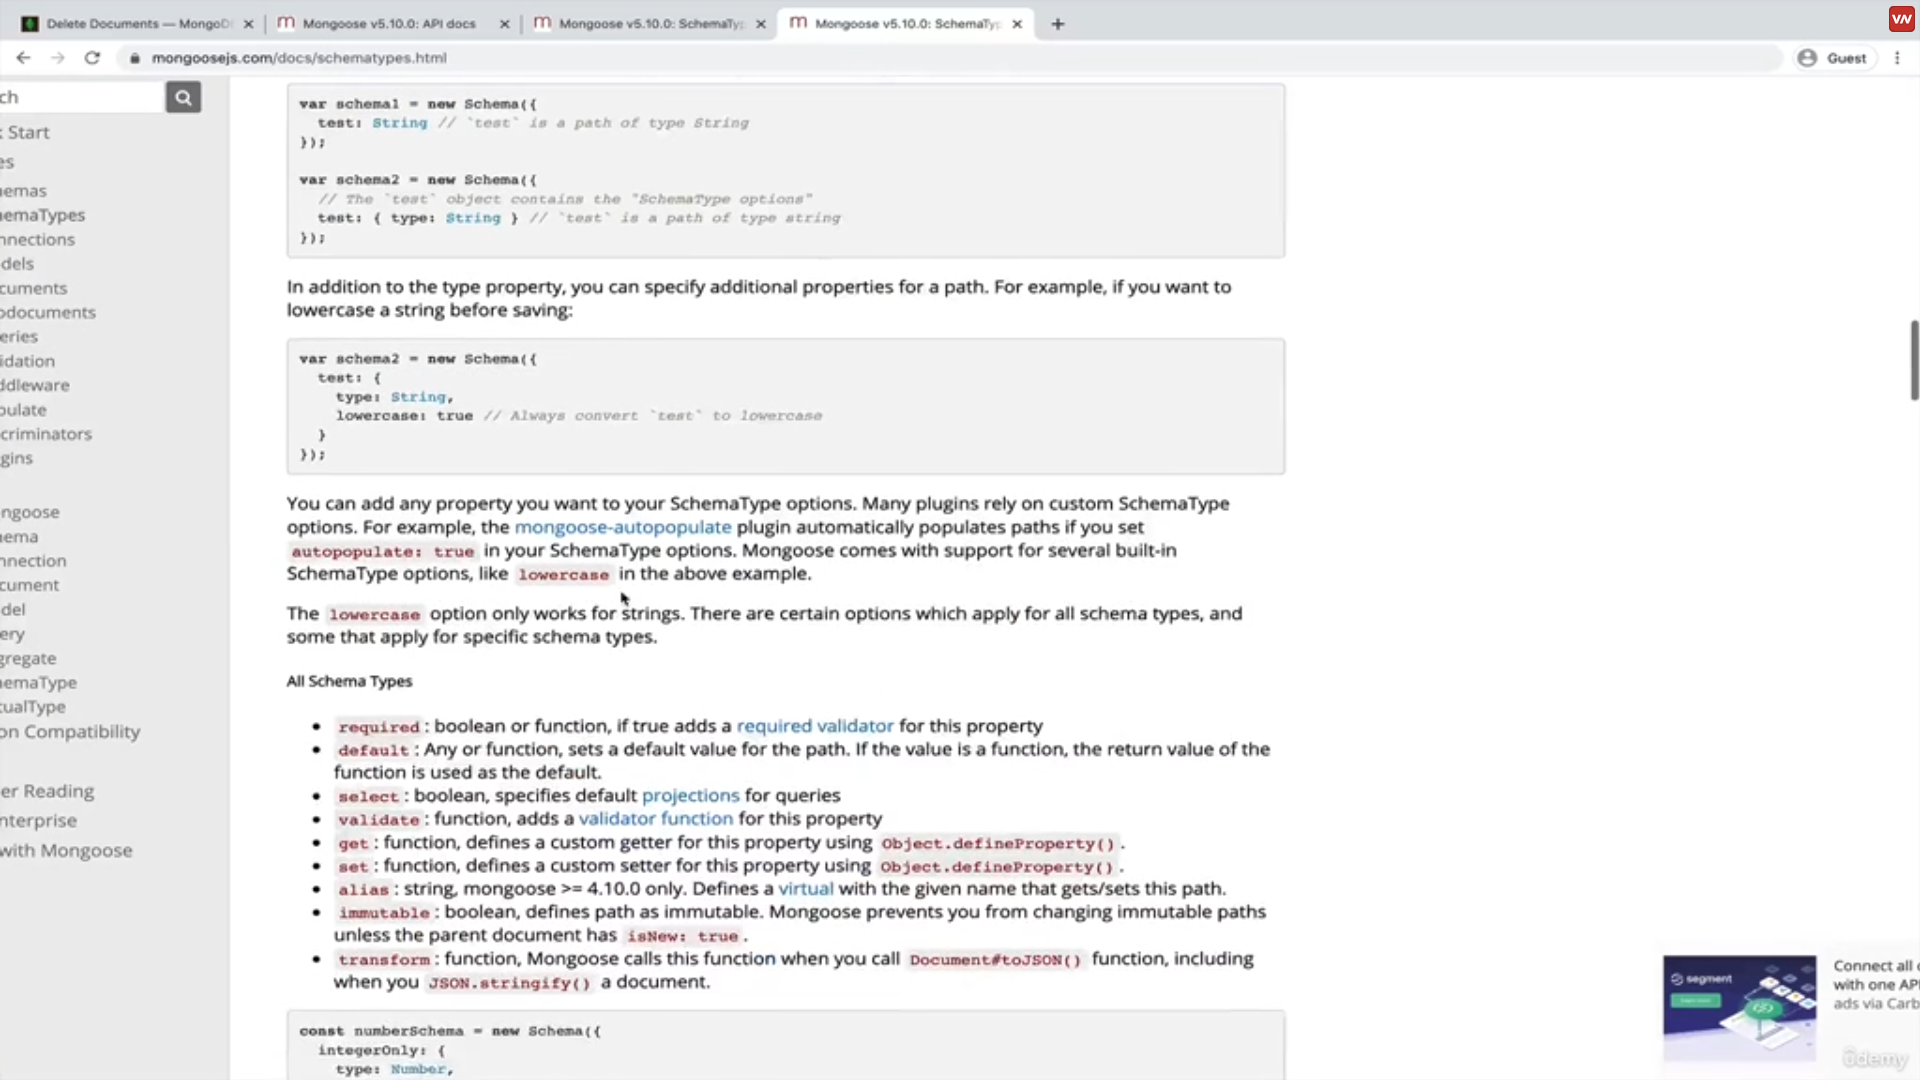 Delete Documents — MongoD
Mongoose v5.10.0: API docs
Mongoose v5.10.0: SchemaTyp
Mongoose v5.10.0: SchemaTyp
mongoosejs.com/docs/schematypes.html
Guest
ch
k Start
es
emas
emaTypes
nnections
dels
cuments
odocuments
eries
idation
ddleware
pulate
criminators
gins
ngoose
ema
nnection
cument
del
ery
gregate
emaType
tualType
on Compatibility
er Reading
nterprise
with Mongoose
var schema1 = new Schema({
test: String // `test` is a path of type String
});
var schema2 = new Schema({
// The `test` object contains the "SchemaType options"
test: { type: String } // `test` is a path of type string
});
In addition to the type property, you can specify additional properties for a path. For example, if you want to
lowercase a string before saving:
var schema2 = new Schema({
test: {
type: String,
lowercase: true // Always convert `test` to lowercase
}
});
You can add any property you want to your SchemaType options. Many plugins rely on custom SchemaType
options. For example, the mongoose-autopopulate plugin automatically populates paths if you set
autopopulate: true in your SchemaType options. Mongoose comes with support for several built-in
SchemaType options, like lowercase in the above example.
The lowercase option only works for strings. There are certain options which apply for all schema types, and
some that apply for specific schema types.
All Schema Types
• required: boolean or function, if true adds a required validator for this property
• default: Any or function, sets a default value for the path. If the value is a function, the return value of the
function is used as the default.
• select: boolean, specifies default projections for queries
• validate: function, adds a validator function for this property
• get: function, defines a custom getter for this property using Object.defineProperty().
• set: function, defines a custom setter for this property using Object.defineProperty().
• alias: string, mongoose >= 4.10.0 only. Defines a virtual with the given name that gets/sets this path.
• immutable: boolean, defines path as immutable. Mongoose prevents you from changing immutable paths
unless the parent document has isNew: true.
• transform: function, Mongoose calls this function when you call Document#toJSON() function, including
when you JSON.stringify() a document.
const numberSchema = new Schema({
integerOnly: {
type: Number,
segment
Connect all
with one API
ads via Carb
ûdemy